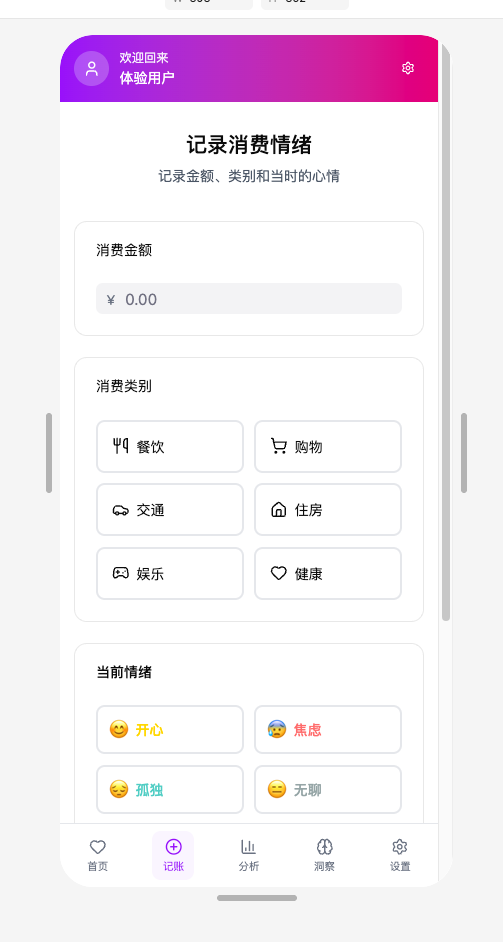 欢迎回来
体验用户
记录消费情绪
记录金额、类别和当时的心情
消费金额
¥ 0.00
消费类别
餐饮 购物
交通 住房
娱乐 健康
当前情绪
😊 开心 😰 焦虑
😔 孤独 😑 无聊
首页 记账 分析 洞察 设置